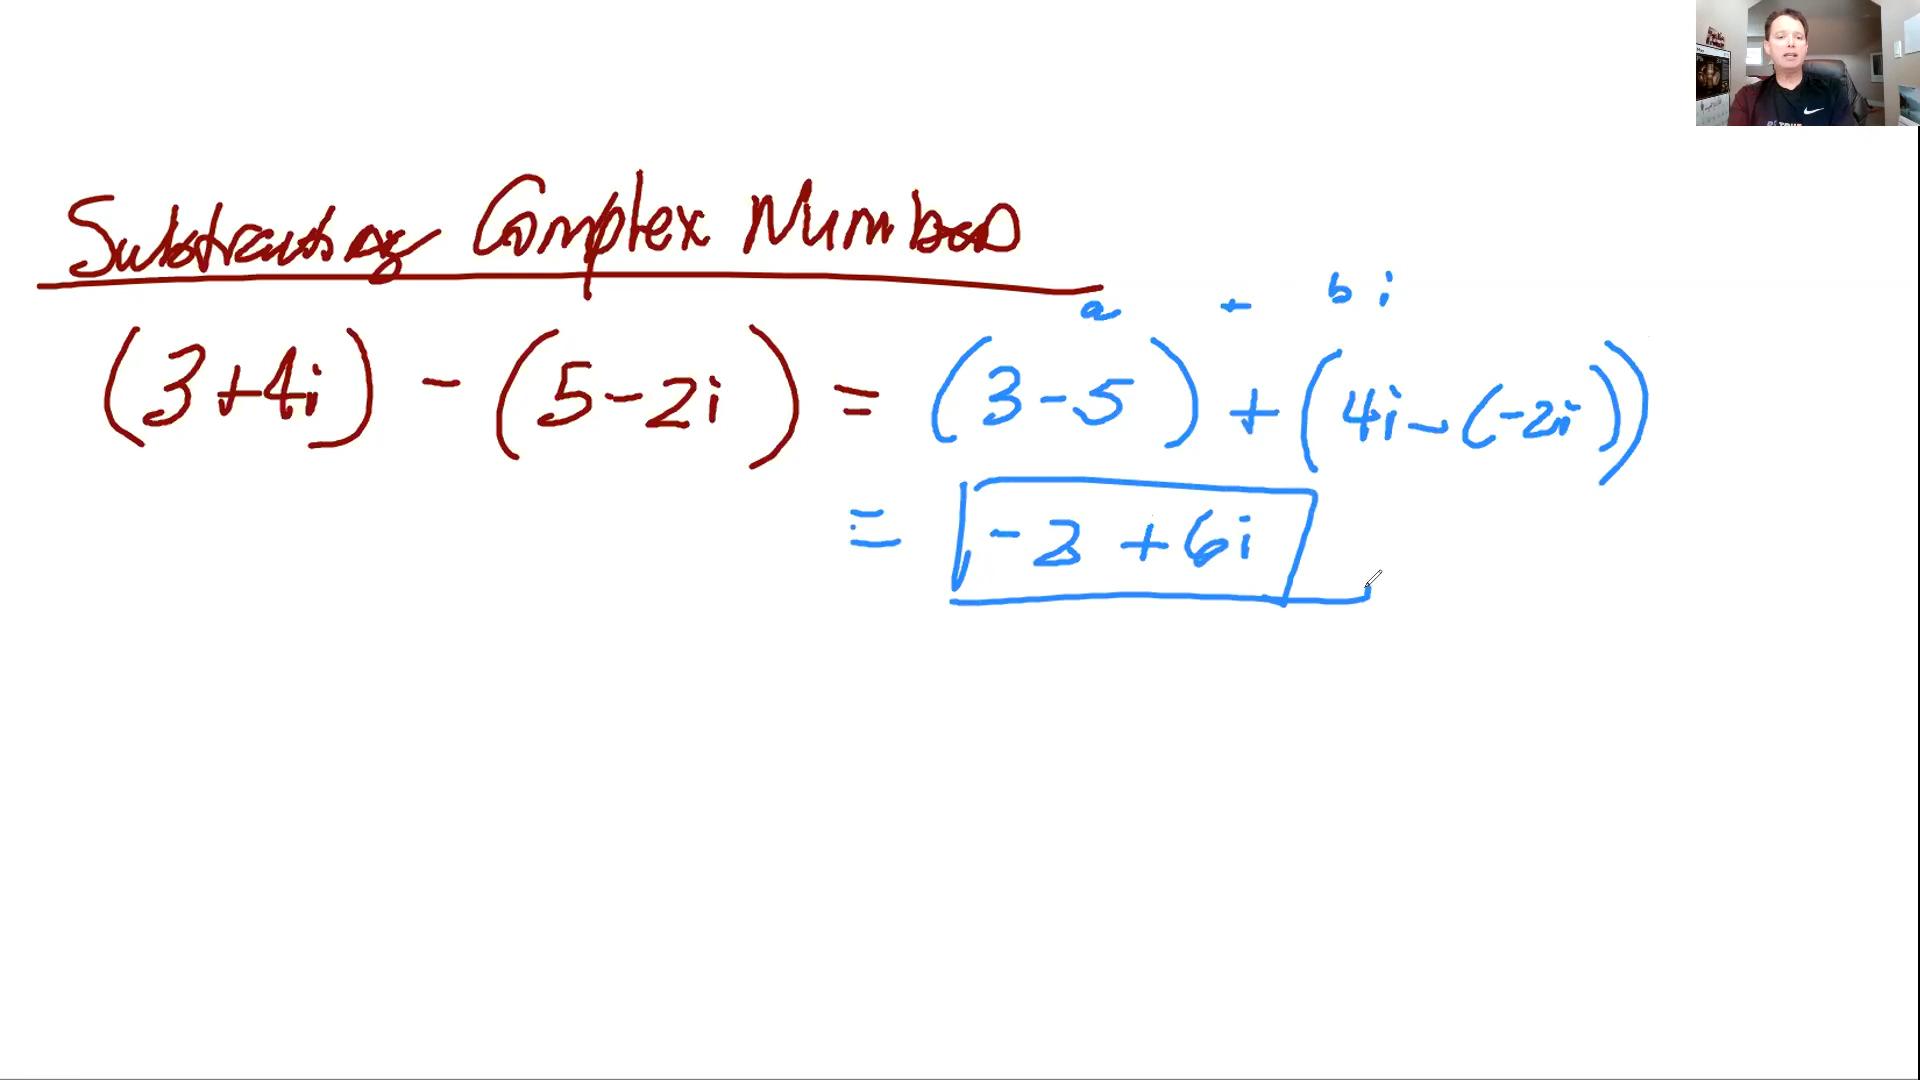 Subtracting Complex Numbers
a + bi
(3+4i) - (5-2i) = (3-5) + (4i-(-2i))
= -2 + 6i